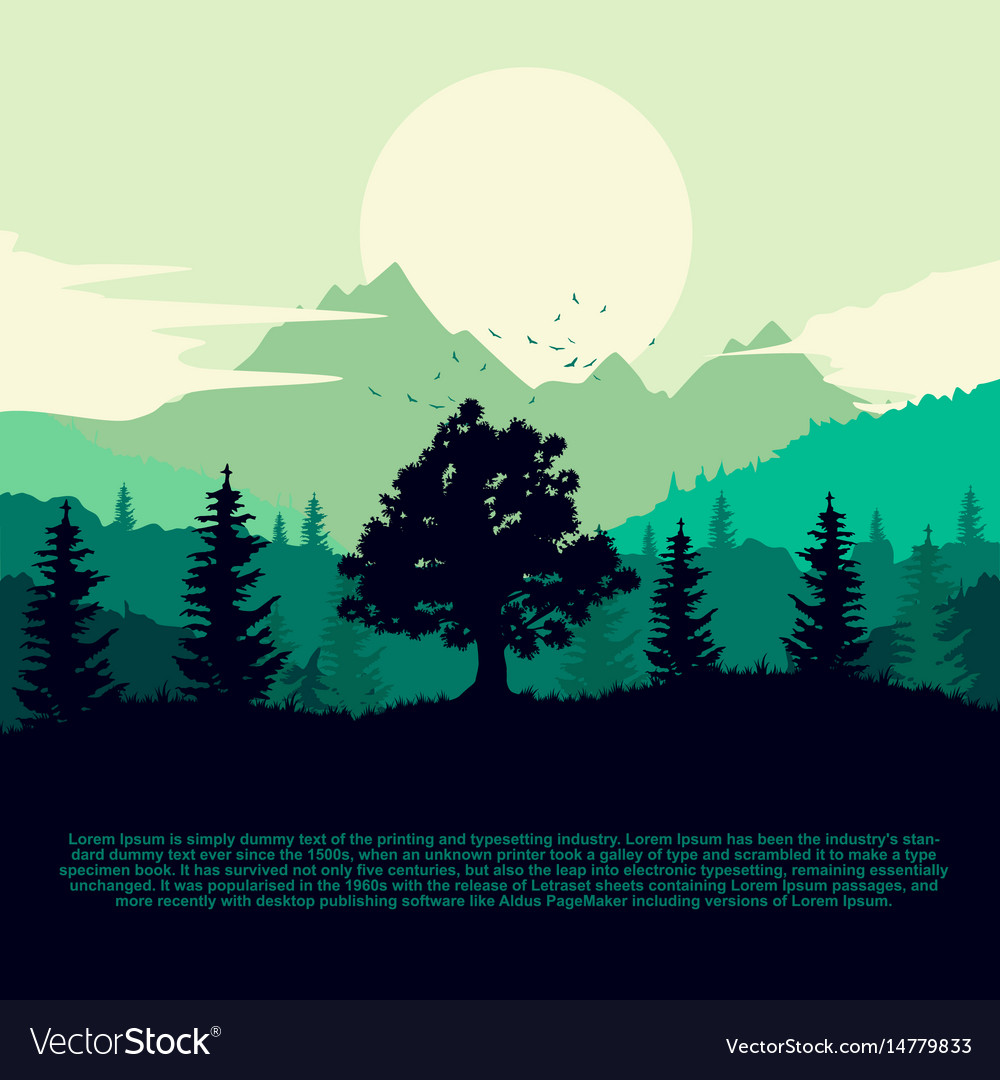 Lorem Ipsum is simply dummy text of the printing and typesetting industry. Lorem Ipsum has been the industry's stan-
dard dummy text ever since the 1500s, when an unknown printer took a galley of type and scrambled it to make a type
specimen book. It has survived not only five centuries, but also the leap into electronic typesetting, remaining essentially
unchanged. It was popularised in the 1960s with the release of Letraset sheets containing Lorem Ipsum passages, and
more recently with desktop publishing software like Aldus PageMaker including versions of Lorem Ipsum.
VectorStock®
VectorStock.com/14779833